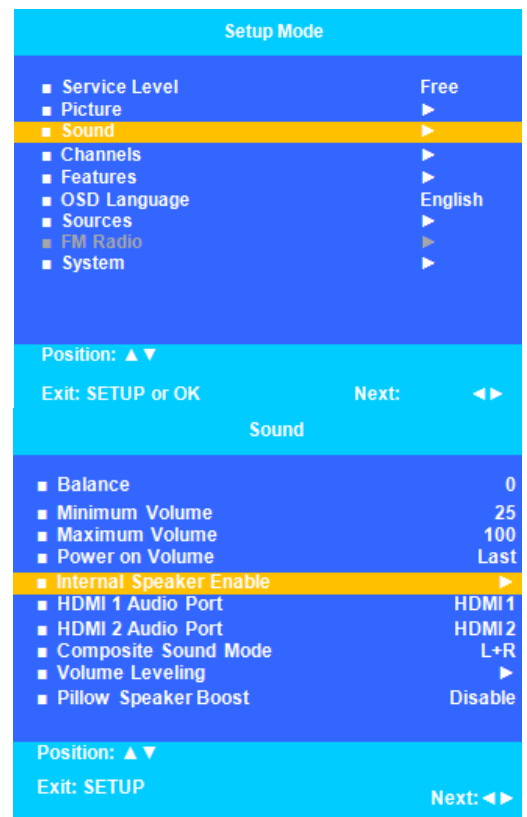 Setup Mode
■ Service Level Free
■ Picture ►
■ Sound ►
■ Channels ►
■ Features ►
■ OSD Language English
■ Sources ►
■ FM Radio ►
■ System ►
Position: ▲▼
Exit: SETUP or OK Next: ◄►
Sound
■ Balance 0
■ Minimum Volume 25
■ Maximum Volume 100
■ Power on Volume Last
■ Internal Speaker Enable ►
■ HDMI 1 Audio Port HDMI 1
■ HDMI 2 Audio Port HDMI 2
■ Composite Sound Mode L+R
■ Volume Leveling ►
■ Pillow Speaker Boost Disable
Position: ▲▼
Exit: SETUP
Next: ◄►